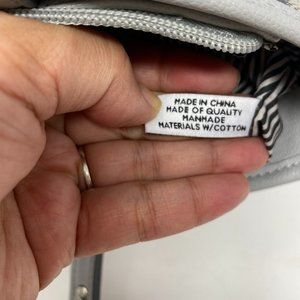 MADE IN CHINA
MADE OF QUALITY
MANMADE
MATERIALS W/COTTON